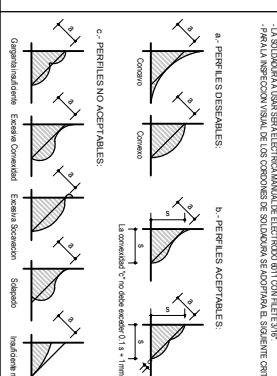 - LA SOLDADURA A USAR SERA ELECTRICA MANUAL DE ELECTRODO 6011 CON FILETE 3/16"
- PARA LA INSPECCION VISUAL DE LOS CORDONES DE SOLDADURA SE ADOPTARA EL SIGUIENTE CRIT
a.- PERFILES DESEABLES:
b.- PERFILES ACEPTABLES:
a
a
a
a
s
s
s
Concavo
Convexo
La convexidad "c" no debe exceder 0.1 s + 1mm
c.- PERFILES NO ACEPTABLES:
a
a
a
a
a
Garganta Insuficiente
Excesiva Convexidad
Excesiva Socavacion
Solapado
Insuficiente